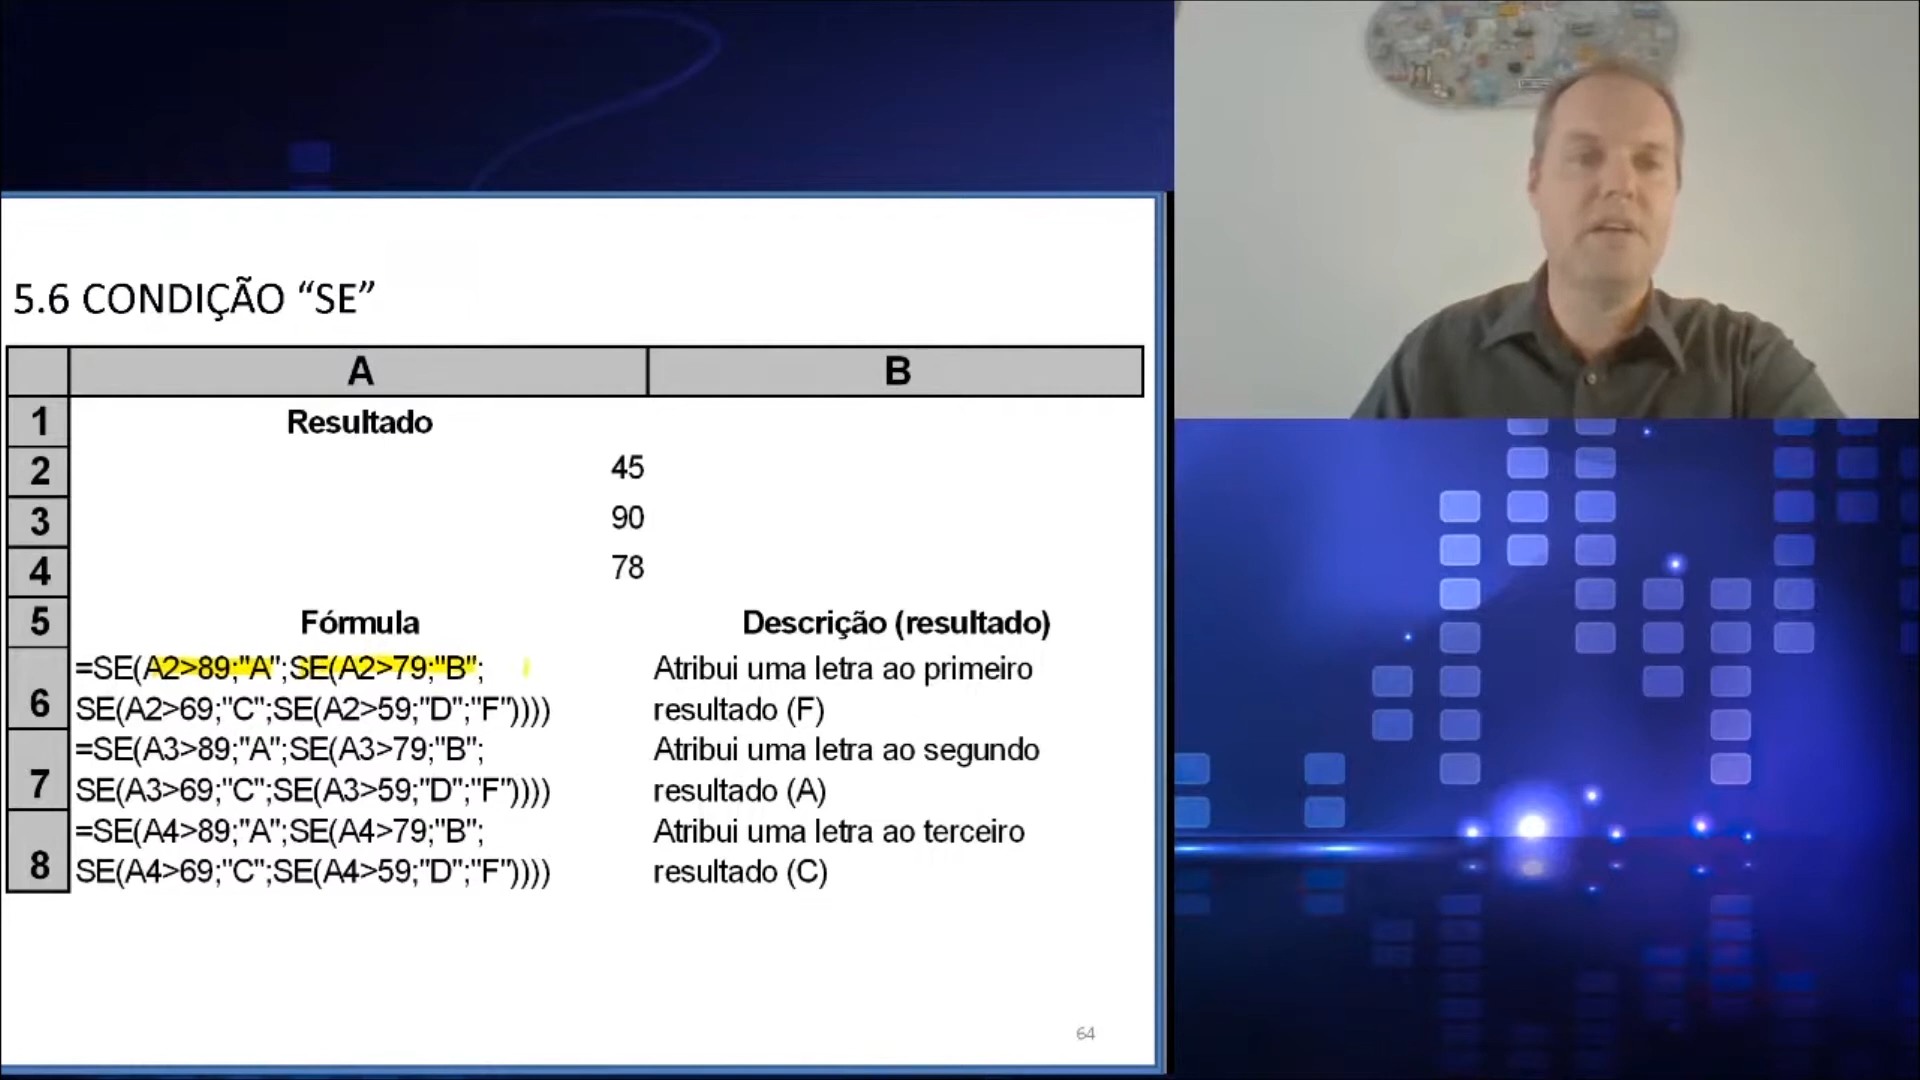 5.6 CONDIÇÃO “SE”
A B
1 Resultado
2 45
3 90
4 78
5 Fórmula Descrição (resultado)
6 =SE(A2>89;"A";SE(A2>79;"B"; Atribui uma letra ao primeiro
SE(A2>69;"C";SE(A2>59;"D";"F")))) resultado (F)
7 =SE(A3>89;"A";SE(A3>79;"B"; Atribui uma letra ao segundo
SE(A3>69;"C";SE(A3>59;"D";"F")))) resultado (A)
8 =SE(A4>89;"A";SE(A4>79;"B"; Atribui uma letra ao terceiro
SE(A4>69;"C";SE(A4>59;"D";"F")))) resultado (C)
64